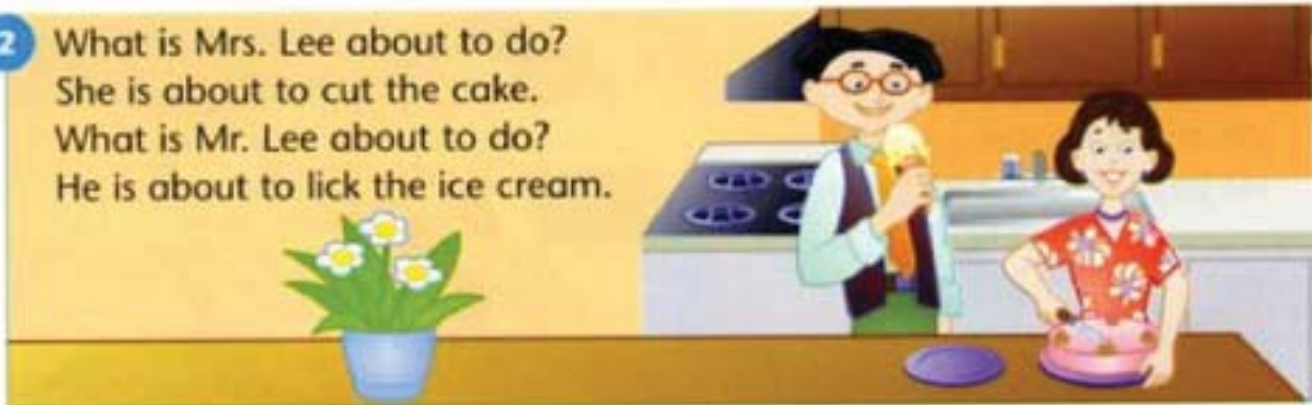 2
What is Mrs. Lee about to do?
She is about to cut the cake.
What is Mr. Lee about to do?
He is about to lick the ice cream.